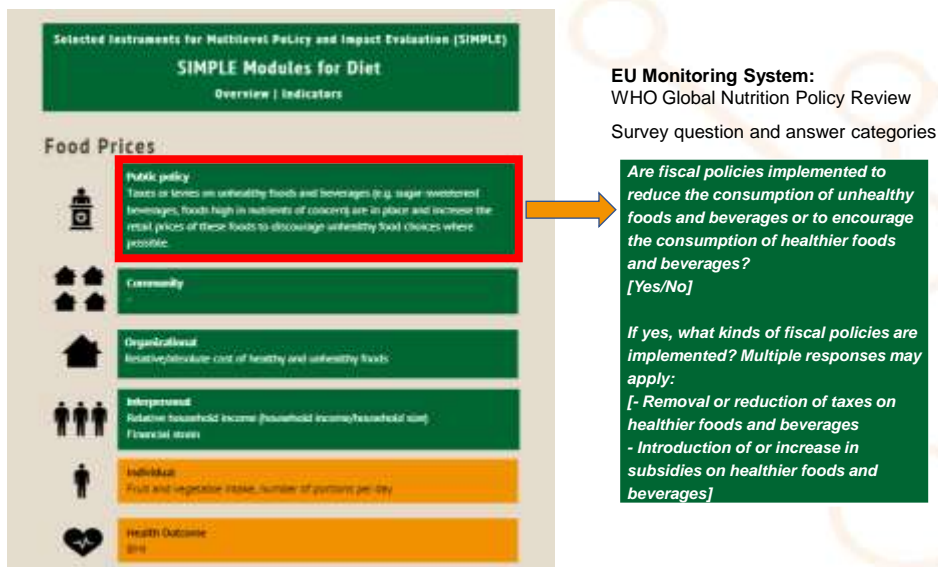 Selected Instruments for Multilevel PoLicy and Impact Evaluation (SIMPLE)
SIMPLE Modules for Diet
Overview | Indicators
Food Prices
Public policy
Taxes or levies on unhealthy foods and beverages (e.g. sugar-sweetened
beverages, foods high in nutrients of concern) are in place and increase the
retail prices of these foods to discourage unhealthy food choices where
possible.
Community
-
Organizational
Relative/absolute cost of healthy and unhealthy foods
Interpersonal
Relative household income (household income/household size)
Financial strain
Individual
Fruit and vegetable intake, number of portions per day
Health Outcome
BMI
EU Monitoring System:
WHO Global Nutrition Policy Review
Survey question and answer categories
Are fiscal policies implemented to
reduce the consumption of unhealthy
foods and beverages or to encourage
the consumption of healthier foods
and beverages?
[Yes/No]
If yes, what kinds of fiscal policies are
implemented? Multiple responses may
apply:
[- Removal or reduction of taxes on
healthier foods and beverages
- Introduction of or increase in
subsidies on healthier foods and
beverages]